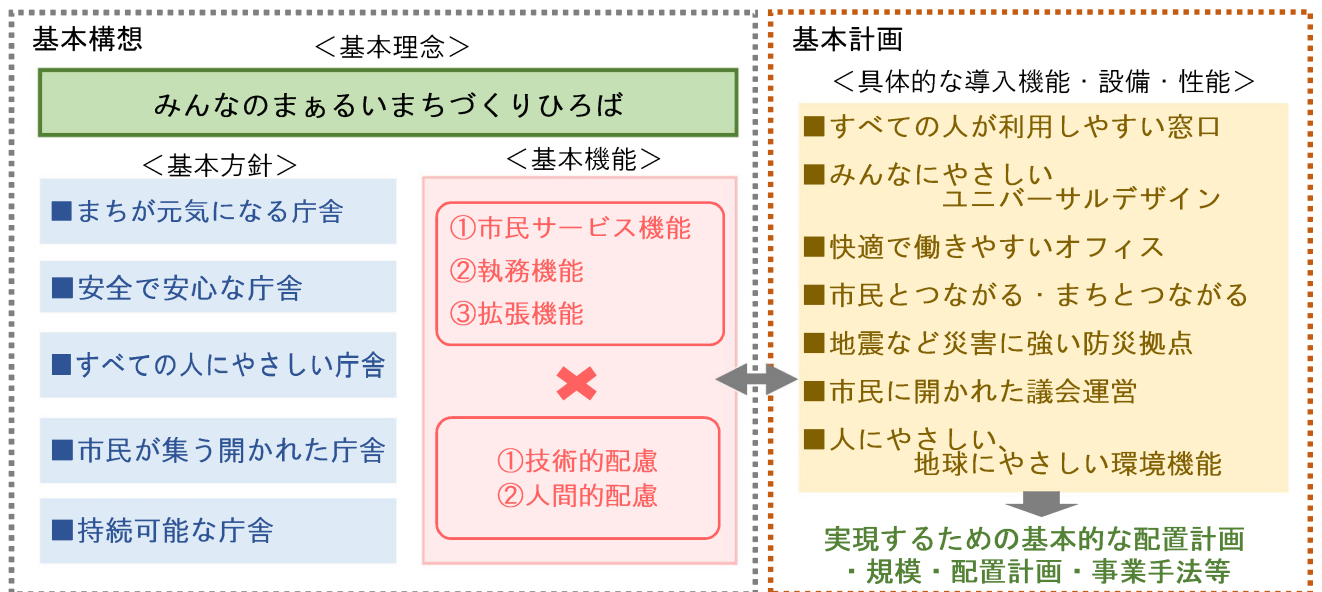 基本構想
＜基本理念＞
みんなのまぁるいまちづくりひろば
＜基本方針＞
■まちが元気になる庁舎
■安全で安心な庁舎
■すべての人にやさしい庁舎
■市民が集う開かれた庁舎
■持続可能な庁舎
＜基本機能＞
①市民サービス機能
②執務機能
③拡張機能
✖
①技術的配慮
②人間的配慮
基本計画
＜具体的な導入機能・設備・性能＞
■すべての人が利用しやすい窓口
■みんなにやさしい
ユニバーサルデザイン
■快適で働きやすいオフィス
■市民とつながる・まちとつながる
■地震など災害に強い防災拠点
■市民に開かれた議会運営
■人にやさしい、
地球にやさしい環境機能
実現するための基本的な配置計画
・規模・配置計画・事業手法等